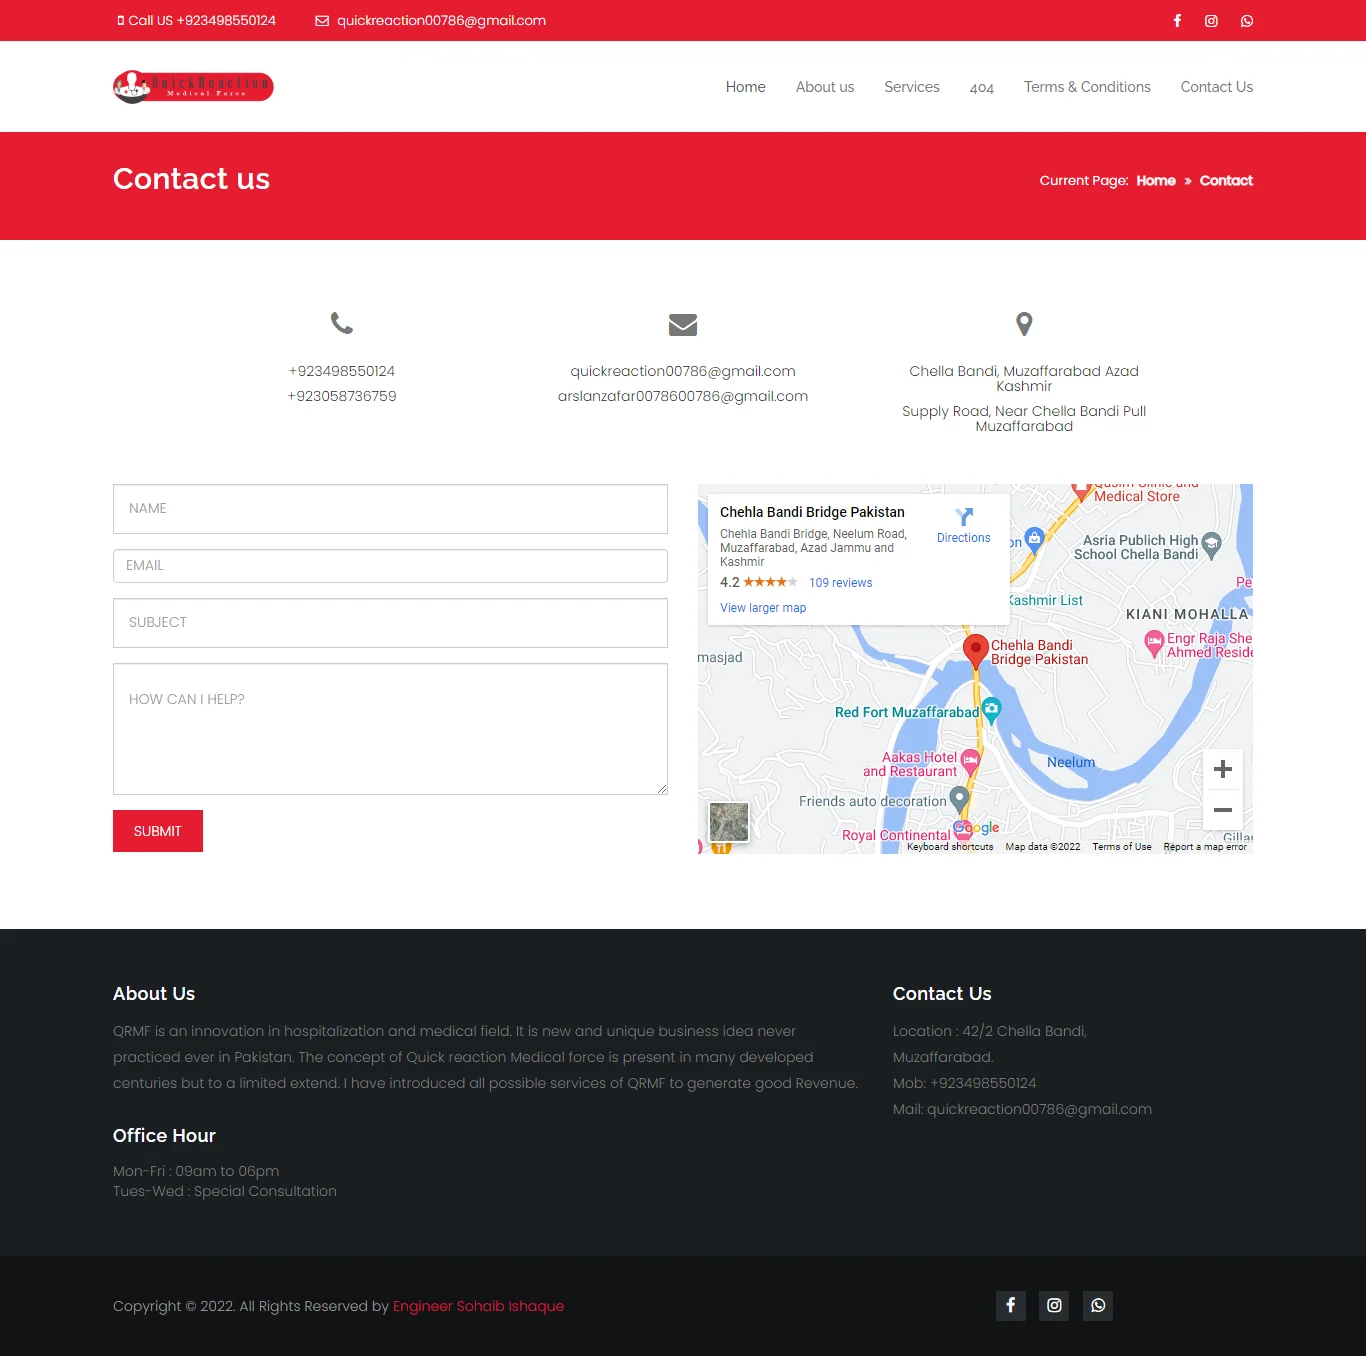 Call US +923498550124
quickreaction00786@gmail.com
QuickReaction
Medical Force
Home
About us
Services
404
Terms & Conditions
Contact Us
Contact us
Current Page: Home » Contact
+923498550124
+923058736759
quickreaction00786@gmail.com
arslanzafar0078600786@gmail.com
Chella Bandi, Muzaffarabad Azad
Kashmir
Supply Road, Near Chella Bandi Pull
Muzaffarabad
NAME
EMAIL
SUBJECT
HOW CAN I HELP?
SUBMIT
Chehla Bandi Bridge Pakistan
Chehla Bandi Bridge, Neelum Road,
Muzaffarabad, Azad Jammu and
Kashmir
4.2
109 reviews
View larger map
Directions
Qasim Clinic and
Medical Store
on
Asria Publich High
School Chella Bandi
Pe
Kashmir List
KIANI MOHALLA
Engr Raja She
Ahmed Reside
masjad
Chehla Bandi
Bridge Pakistan
Red Fort Muzaffarabad
Aakas Hotel
and Restaurant
Neelum
Friends auto decoration
Royal Continental
Google
Gillan
Keyboard shortcuts
Map data ©2022
Terms of Use
Report a map error
About Us
QRMF is an innovation in hospitalization and medical field. It is new and unique business idea never
practiced ever in Pakistan. The concept of Quick reaction Medical force is present in many developed
centuries but to a limited extend. I have introduced all possible services of QRMF to generate good Revenue.
Office Hour
Mon-Fri : 09am to 06pm
Tues-Wed : Special Consultation
Contact Us
Location : 42/2 Chella Bandi,
Muzaffarabad.
Mob: +923498550124
Mail: quickreaction00786@gmail.com
Copyright © 2022. All Rights Reserved by Engineer Sohaib Ishaque